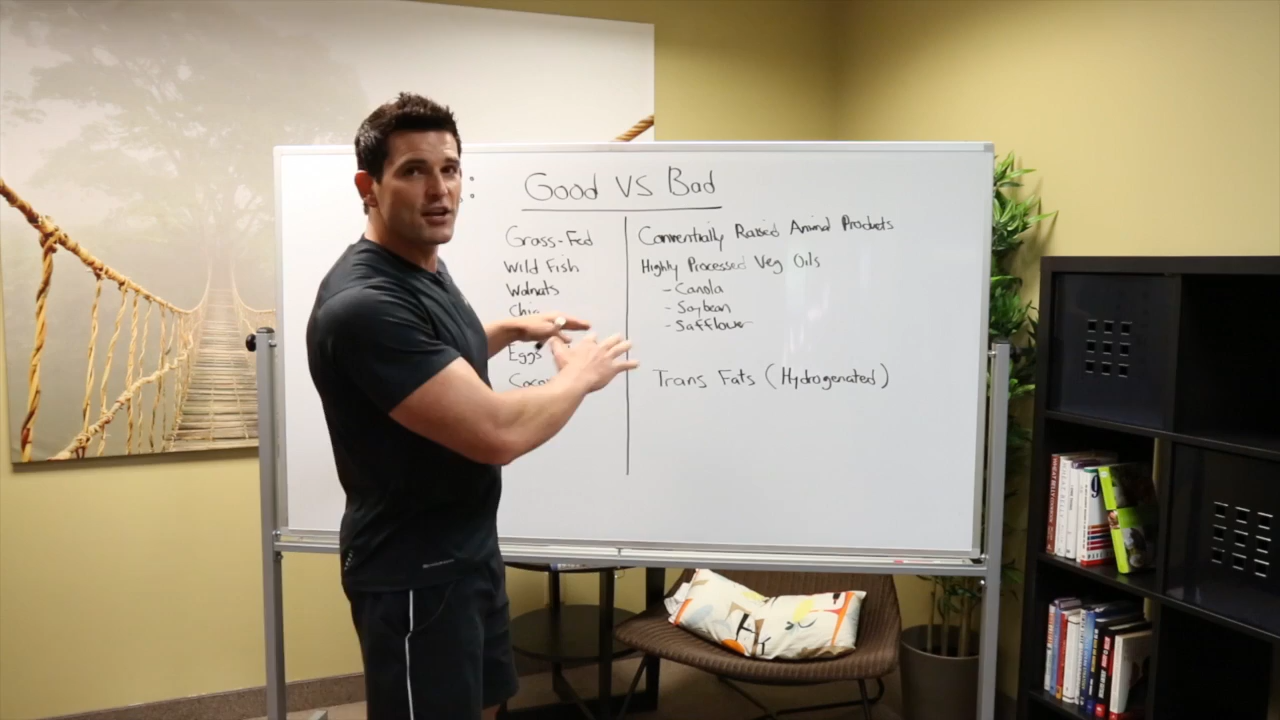 Good VS Bad
Grass-Fed
Wild Fish
Walnuts
Eggs
Conventially Raised Animal Products
Highly Processed Veg Oils
- Canola
- Soybean
- Safflower
Trans Fats (Hydrogenated)